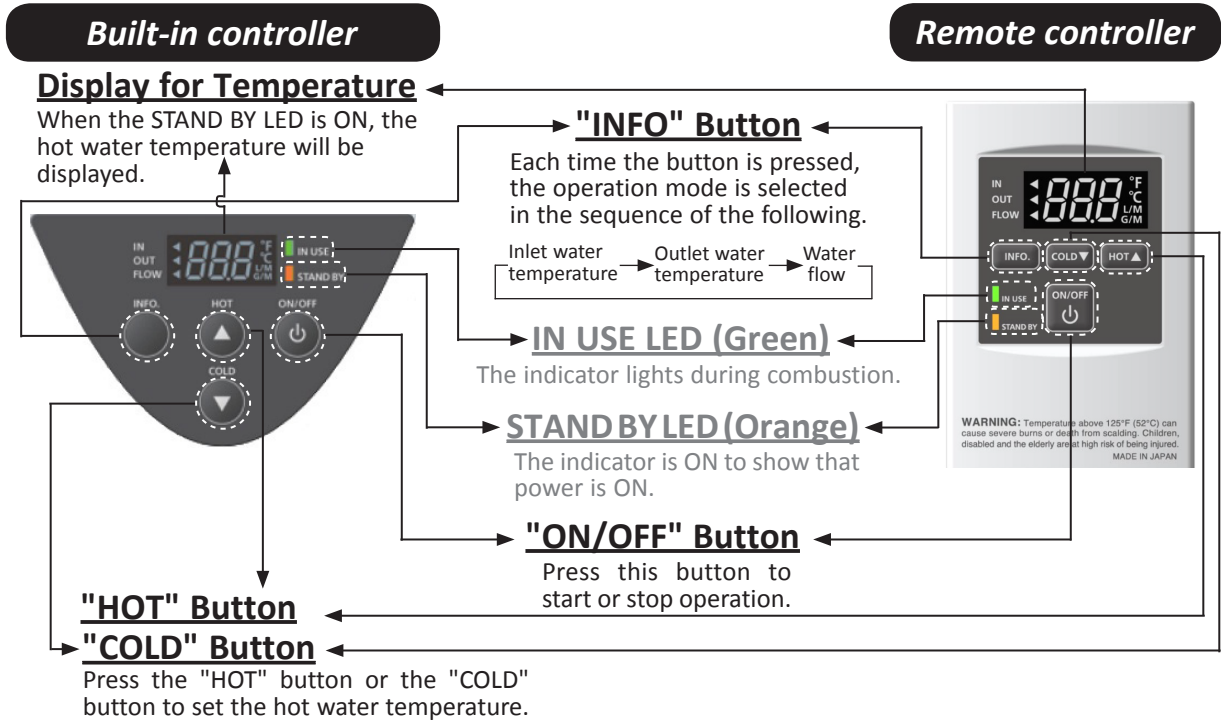 Built-in controller
Remote controller
Display for Temperature
When the STAND BY LED is ON, the
hot water temperature will be
displayed.
"INFO" Button
Each time the button is pressed,
the operation mode is selected
in the sequence of the following.
Inlet water
temperature
Outlet water
temperature
Water
flow
IN
OUT
FLOW
888
°F
°C
L/M
G/M
IN USE
STAND BY
INFO.
HOT
ON/OFF
COLD
IN
OUT
FLOW
888
°F
°C
L/M
G/M
INFO.
COLD▼
HOT▲
IN USE
ON/OFF
STAND BY
IN USE LED (Green)
The indicator lights during combustion.
STAND BY LED (Orange)
The indicator is ON to show that
power is ON.
WARNING: Temperature above 125°F (52°C) can
cause severe burns or death from scalding. Children,
disabled and the elderly are at high risk of being injured.
MADE IN JAPAN
"ON/OFF" Button
Press this button to
start or stop operation.
"HOT" Button
"COLD" Button
Press the "HOT" button or the "COLD"
button to set the hot water temperature.